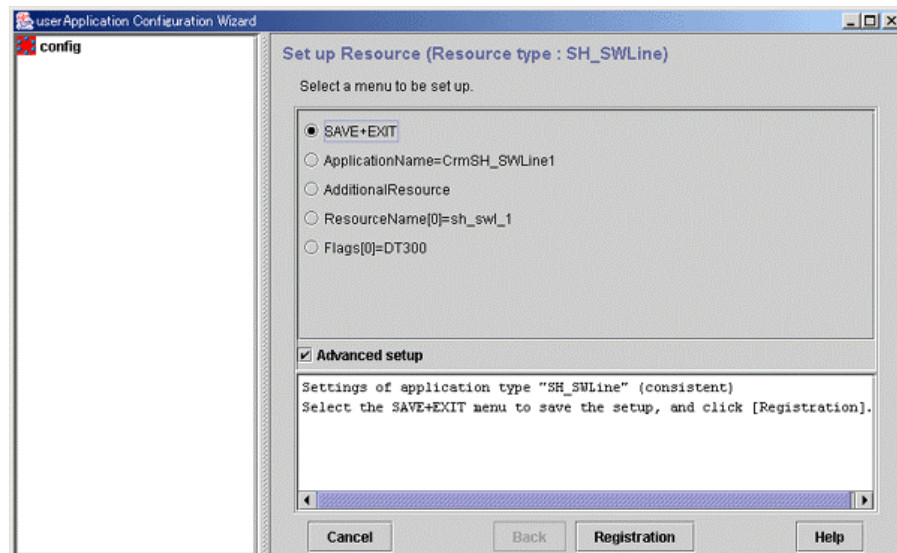 userApplication Configuration Wizard
config
Set up Resource (Resource type : SH_SWLine)
Select a menu to be set up.
SAVE+EXIT
ApplicationName=CrmSH_SWLine1
AdditionalResource
ResourceName[0]=sh_swl_1
Flags[0]=DT300
Advanced setup
Settings of application type "SH_SWLine" (consistent)
Select the SAVE+EXIT menu to save the setup, and click [Registration].
Cancel
Back
Registration
Help